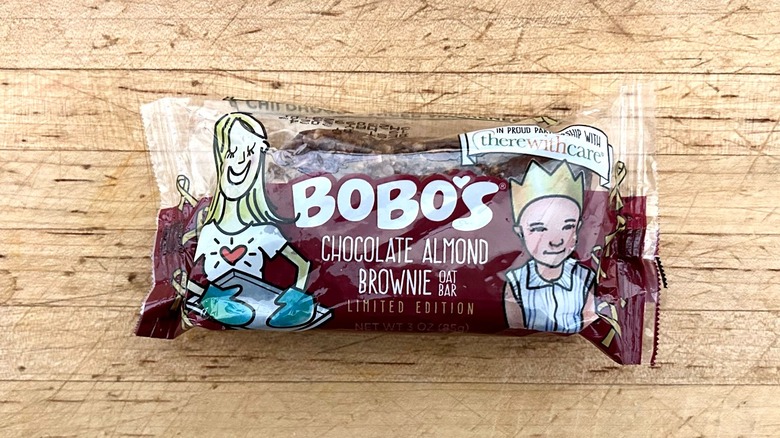 IN PROUD PARTNERSHIP WITH
therewithcare®
BOBO'S®
CHOCOLATE ALMOND
BROWNIE OAT BAR
LIMITED EDITION
NET WT 3 OZ (85g)